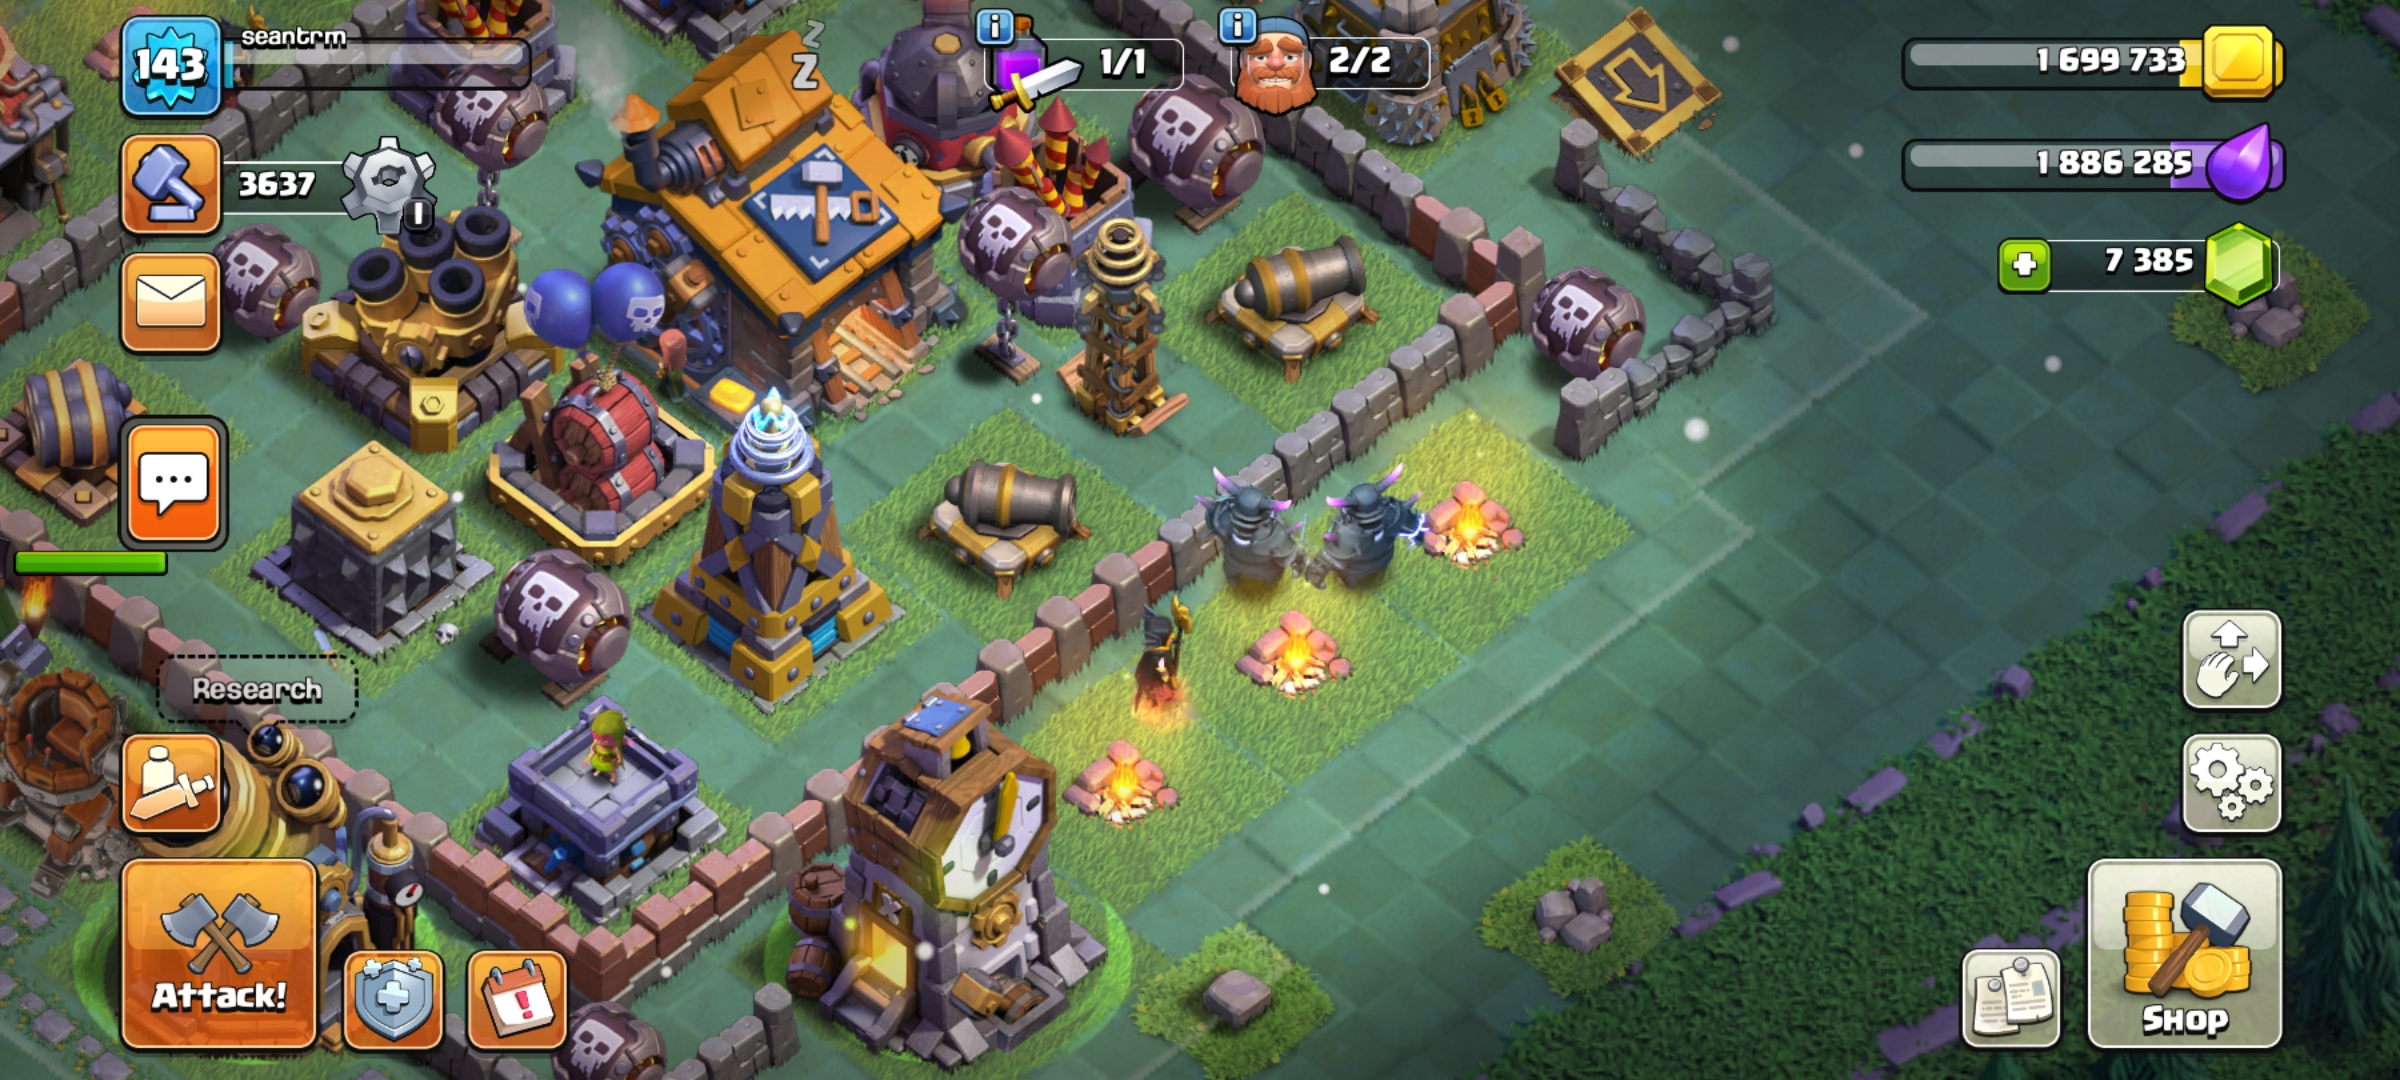 143
seantrm
z
Z
i
1/1
i
2/2
1 699 733
3637
I
1 886 285
7 385
Research
Attack!
Shop